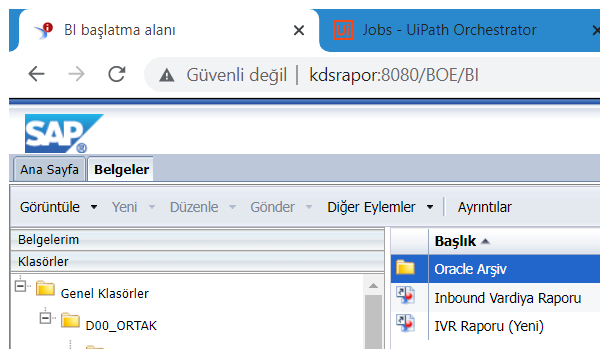 BI başlatma alanı
Jobs - UiPath Orchestrator
Güvenli değil | kdsrapor:8080/BOE/BI
SAP®
Ana Sayfa Belgeler
Görüntüle Yeni Düzenle Gönder Diğer Eylemler Ayrıntılar
Belgelerim
Klasörler
Genel Klasörler
D00_ORTAK
Başlık
Oracle Arşiv
Inbound Vardiya Raporu
IVR Raporu (Yeni)